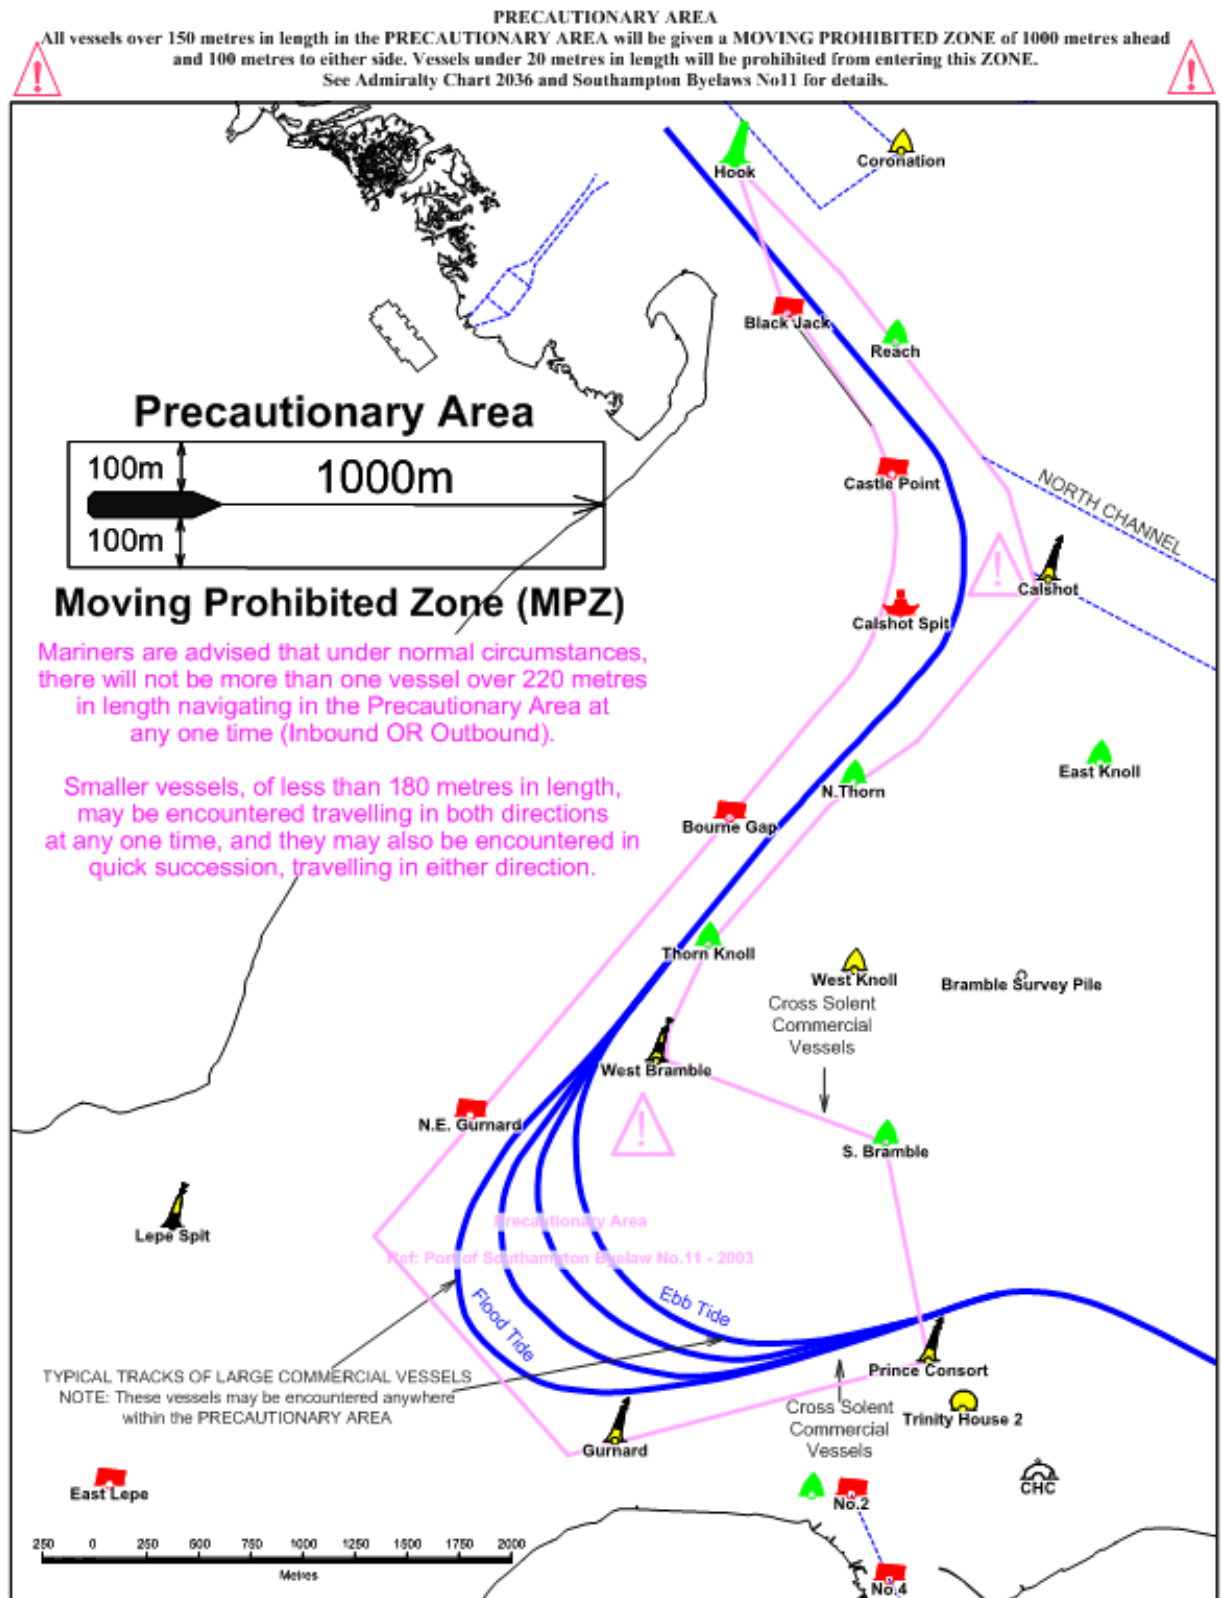 PRECAUTIONARY AREA
All vessels over 150 metres in length in the PRECAUTIONARY AREA will be given a MOVING PROHIBITED ZONE of 1000 metres ahead
and 100 metres to either side. Vessels under 20 metres in length will be prohibited from entering this ZONE.
See Admiralty Chart 2036 and Southampton Byelaws No11 for details.
!
!
Coronation
Hook
Black Jack
Reach
Precautionary Area
100m
1000m
100m
Moving Prohibited Zone (MPZ)
Castle Point
NORTH CHANNEL
!
Calshot
Calshot Spit
Mariners are advised that under normal circumstances,
there will not be more than one vessel over 220 metres
in length navigating in the Precautionary Area at
any one time (Inbound OR Outbound).
Smaller vessels, of less than 180 metres in length,
may be encountered travelling in both directions
at any one time, and they may also be encountered in
quick succession, travelling in either direction.
East Knoll
N.Thorn
Bourne Gap
Thorn Knoll
West Knoll
Bramble Survey Pile
Cross Solent
Commercial
Vessels
West Bramble
N.E. Gurnard
!
S. Bramble
Lepe Spit
Precautionary Area
Ref: Port of Southampton Byelaw No.11 - 2003
Flood Tide
Ebb Tide
TYPICAL TRACKS OF LARGE COMMERCIAL VESSELS
NOTE: These vessels may be encountered anywhere
within the PRECAUTIONARY AREA
Prince Consort
Cross Solent
Commercial
Vessels
Trinity House 2
Gurnard
East Lepe
No.2
CHC
250 0 250 500 750 1000 1250 1500 1750 2000
Metres
No.4